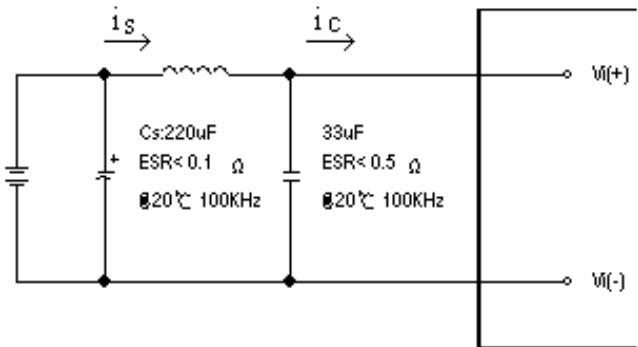 iS
iC
Vi(+)
Cs:220uF
ESR<0.1 Ω
@20℃ 100KHz
33uF
ESR<0.5 Ω
@20℃ 100KHz
+
Vi(-)